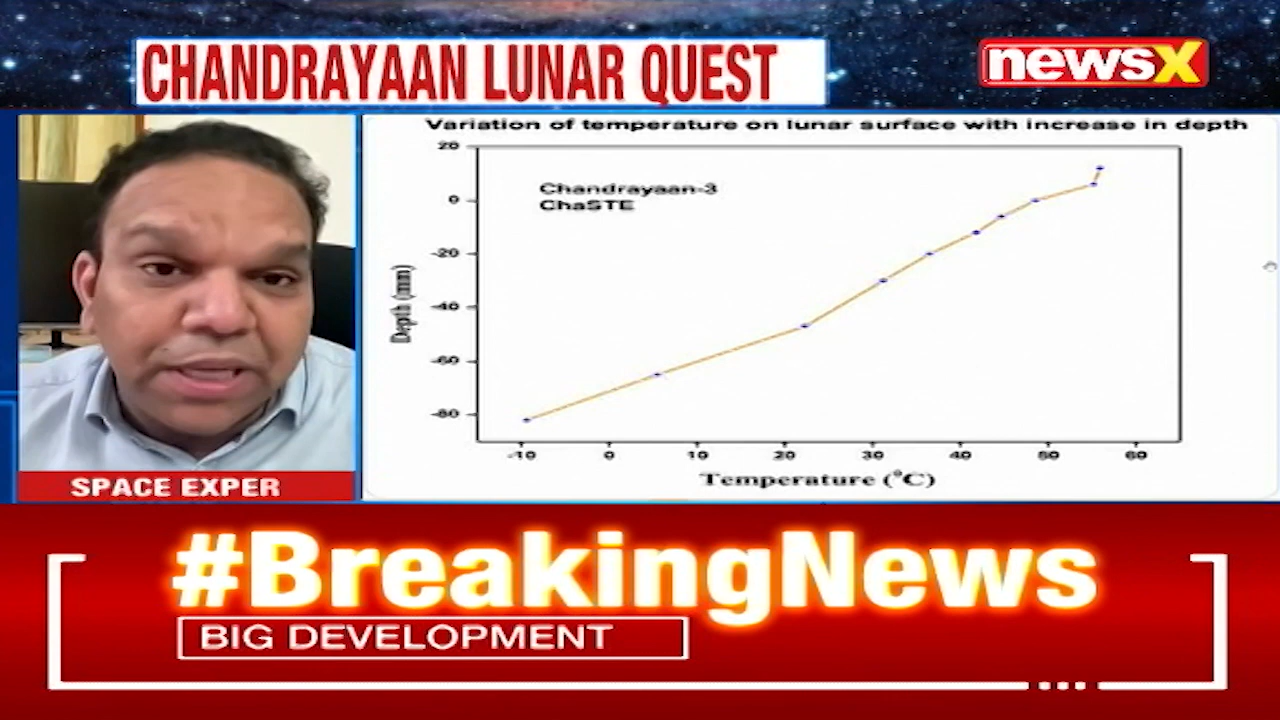 CHANDRAYAAN LUNAR QUEST
newsX
Variation of temperature on lunar surface with increase in depth
Chandrayaan-3
ChaSTE
20
0
-20
-40
-60
-80
Depth (mm)
-10 0 10 20 30 40 50 60
Temperature (⁰C)
SPACE EXPER
#BreakingNews
BIG DEVELOPMENT